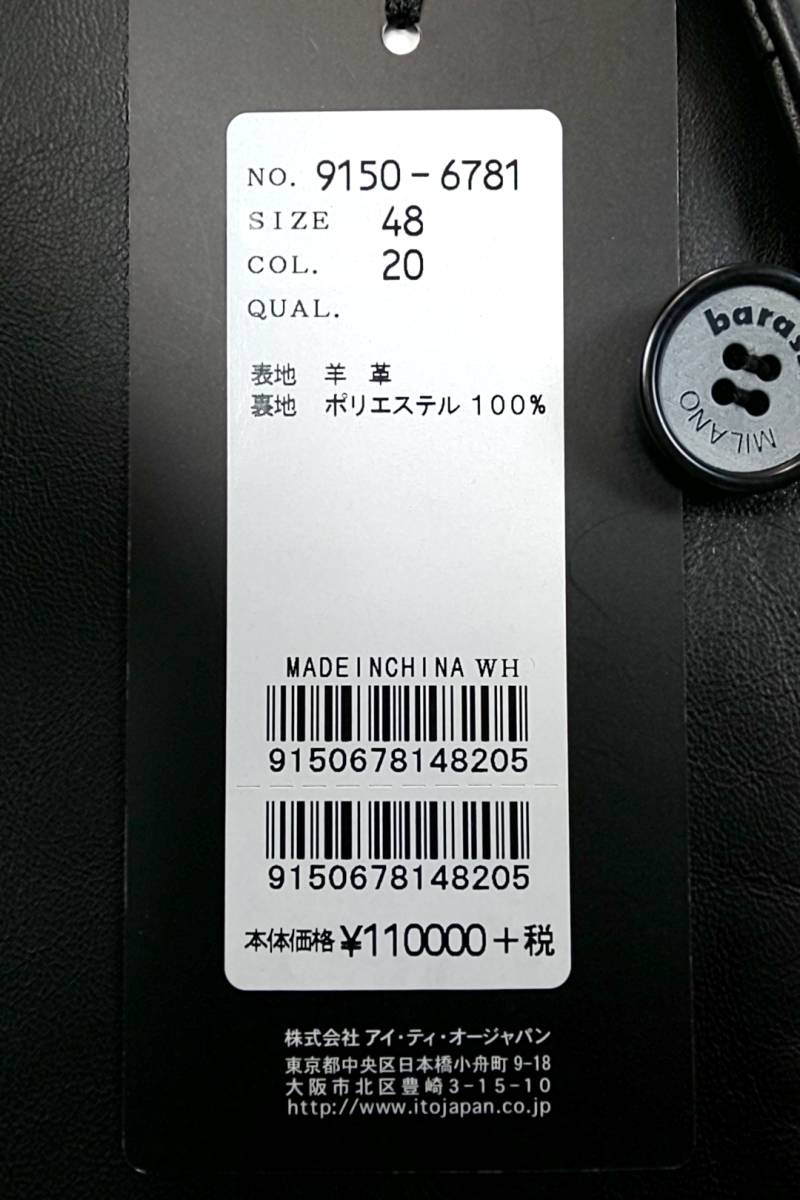 NO. 9150-6781
SIZE 48
COL. 20
QUAL.
表地 羊 革
裏地 ポリエステル 100%
MADEINCHINA WH
9150678148205
9150678148205
本体価格 ¥110000+税
株式会社 アイ・ティ・オージャパン
東京都中央区日本橋小舟町 9-18
大阪市北区豊崎3-15-10
http://www.itojapan.co.jp
MILANO